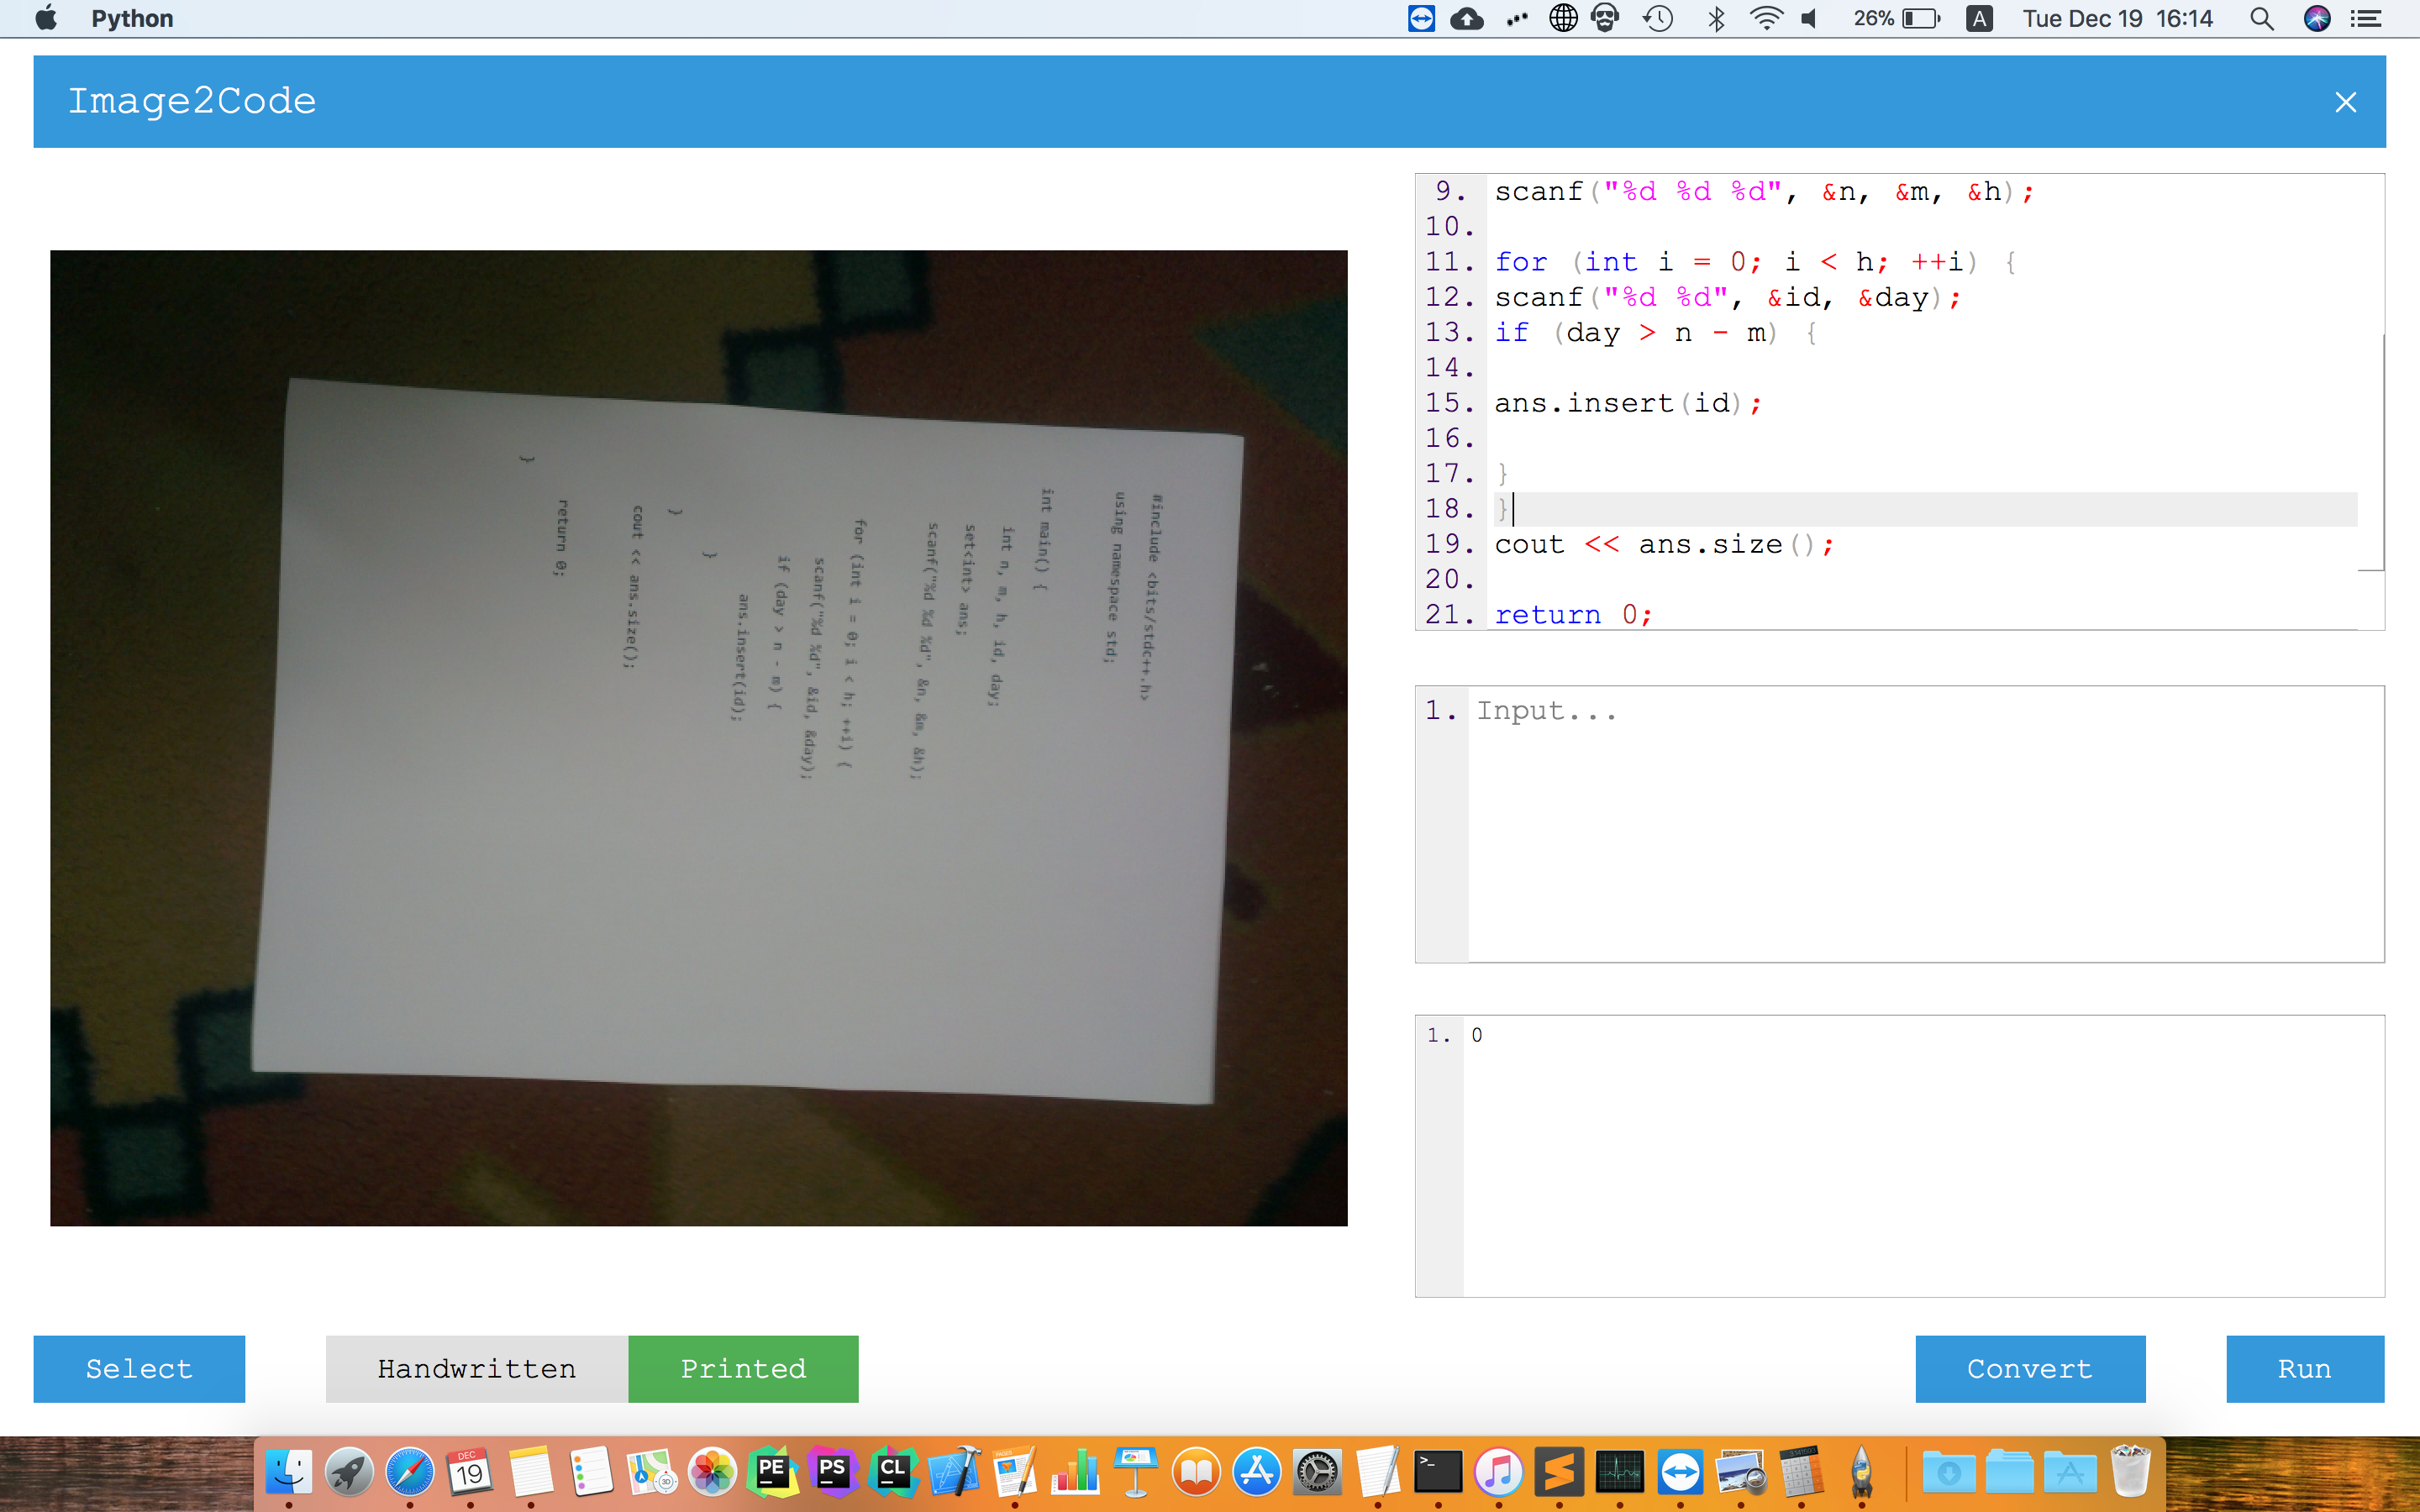 Python
26%
A
Tue Dec 19 16:14
Image2Code
#include <bits/stdc++.h>
using namespace std;
int main() {
int n, m, h, id, day;
set<int> ans;
scanf("%d %d %d", &n, &m, &h);
for (int i = 0; i < h; ++i) {
scanf("%d %d", &id, &day);
if (day > n - m) {
ans.insert(id);
}
}
cout << ans.size();
return 0;
}
9. scanf("%d %d %d", &n, &m, &h);
10.
11. for (int i = 0; i < h; ++i) {
12. scanf("%d %d", &id, &day);
13. if (day > n - m) {
14.
15. ans.insert(id);
16.
17. }
18. }
19. cout << ans.size();
20.
21. return 0;
1. Input...
1. 0
Select
Handwritten
Printed
Convert
Run
DEC
19
3D
PE
PS
CL
PAGES
>_